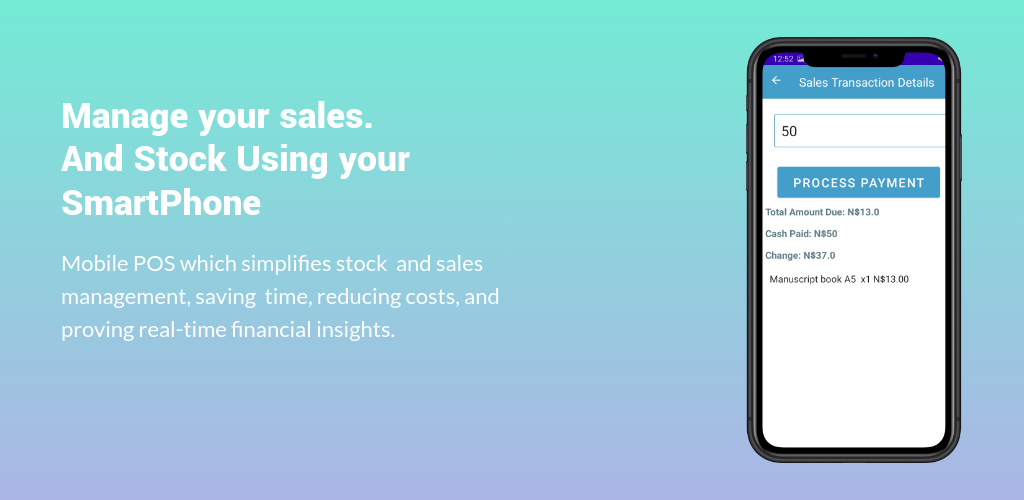 Manage your sales.
And Stock Using your
SmartPhone
Mobile POS which simplifies stock and sales
management, saving time, reducing costs, and
proving real-time financial insights.
12:52
Sales Transaction Details
50
PROCESS PAYMENT
Total Amount Due: N$13.0
Cash Paid: N$50
Change: N$37.0
Manuscript book A5 x1 N$13.00